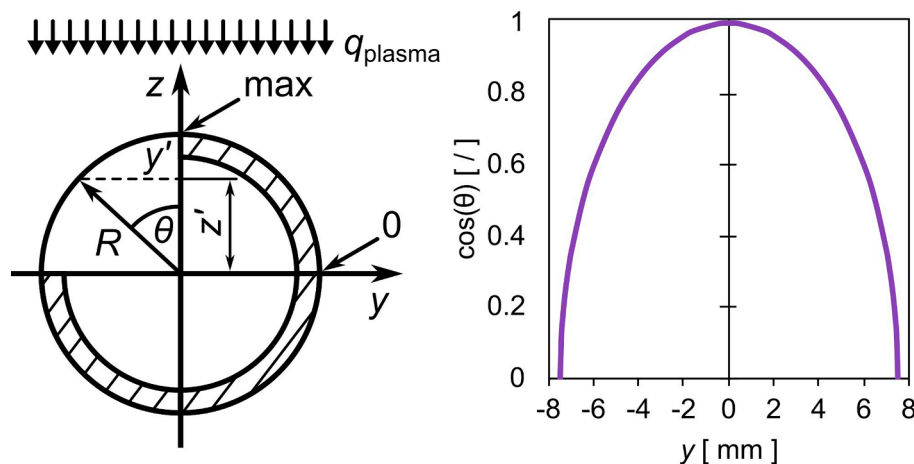 q plasma
z
max
y'
R
θ
z'
0
y
1
0.8
0.6
0.4
0.2
0
cos(θ) [ / ]
-8 -6 -4 -2 0 2 4 6 8
y [ mm ]